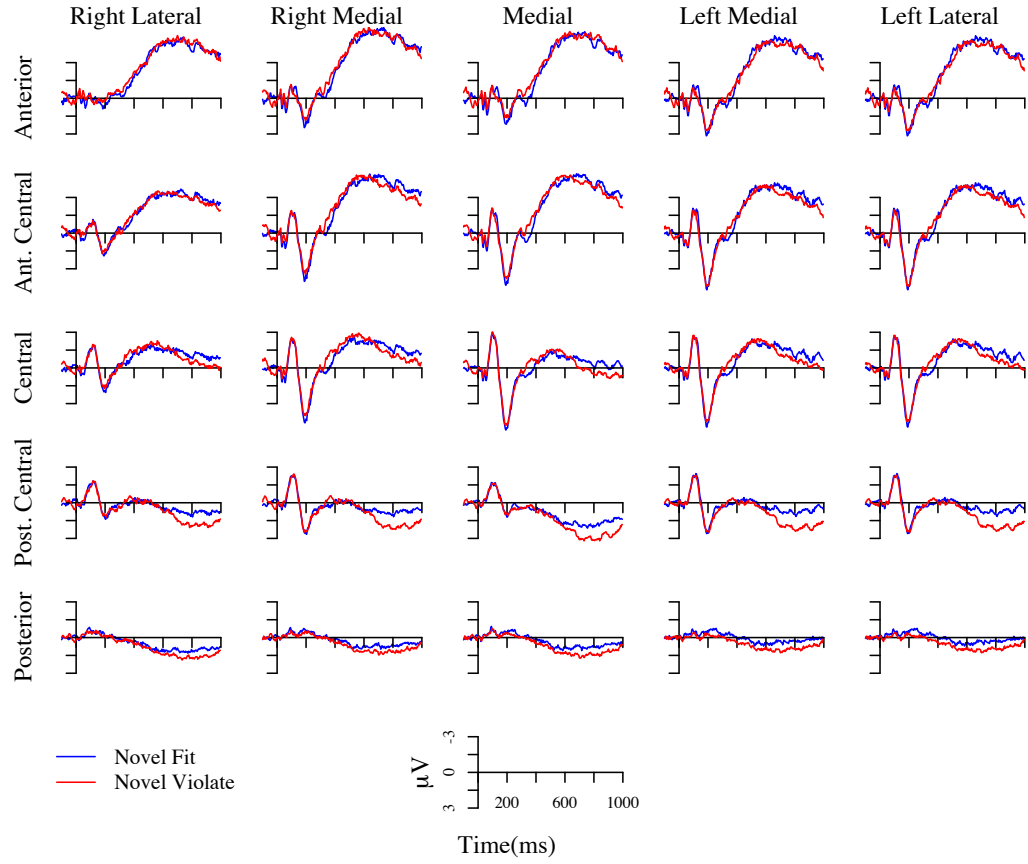 Right Lateral Right Medial Medial Left Medial Left Lateral
Anterior
Ant. Central
Central
Post. Central
Posterior
Novel Fit
Novel Violate
μV
-3
0
3
200 600 1000
Time(ms)